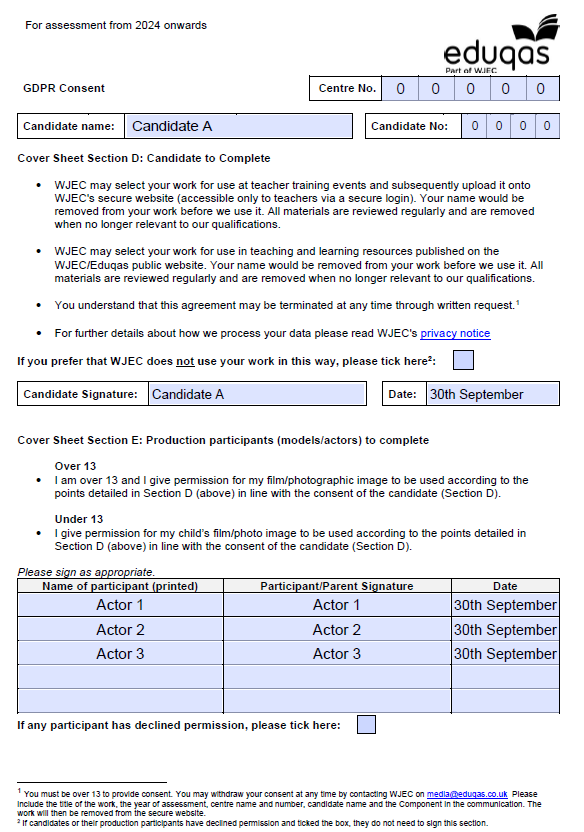 For assessment from 2024 onwards
eduqas
Part of WJEC
GDPR Consent
Centre No. 0 0 0 0 0
Candidate name: Candidate A
Candidate No: 0 0 0 0
Cover Sheet Section D: Candidate to Complete
• WJEC may select your work for use at teacher training events and subsequently upload it onto
WJEC's secure website (accessible only to teachers via a secure login). Your name would be
removed from your work before we use it. All materials are reviewed regularly and are removed
when no longer relevant to our qualifications.
• WJEC may select your work for use in teaching and learning resources published on the
WJEC/Eduqas public website. Your name would be removed from your work before we use it. All
materials are reviewed regularly and are removed when no longer relevant to our qualifications.
• You understand that this agreement may be terminated at any time through written request.¹
• For further details about how we process your data please read WJEC's privacy notice
If you prefer that WJEC does not use your work in this way, please tick here²:
Candidate Signature: Candidate A
Date: 30th September
Cover Sheet Section E: Production participants (models/actors) to complete
Over 13
• I am over 13 and I give permission for my film/photographic image to be used according to the
points detailed in Section D (above) in line with the consent of the candidate (Section D).
Under 13
• I give permission for my child's film/photo image to be used according to the points detailed in
Section D (above) in line with the consent of the candidate (Section D).
Please sign as appropriate.
Name of participant (printed) Participant/Parent Signature Date
Actor 1 Actor 1 30th September
Actor 2 Actor 2 30th September
Actor 3 Actor 3 30th September
If any participant has declined permission, please tick here:
¹ You must be over 13 to provide consent. You may withdraw your consent at any time by contacting WJEC on media@eduqas.co.uk Please
include the title of the work, the year of assessment, centre name and number, candidate name and the Component in the communication. The
work will then be removed from the secure website.
² If candidates or their production participants have declined permission and ticked the box, they do not need to sign this section.